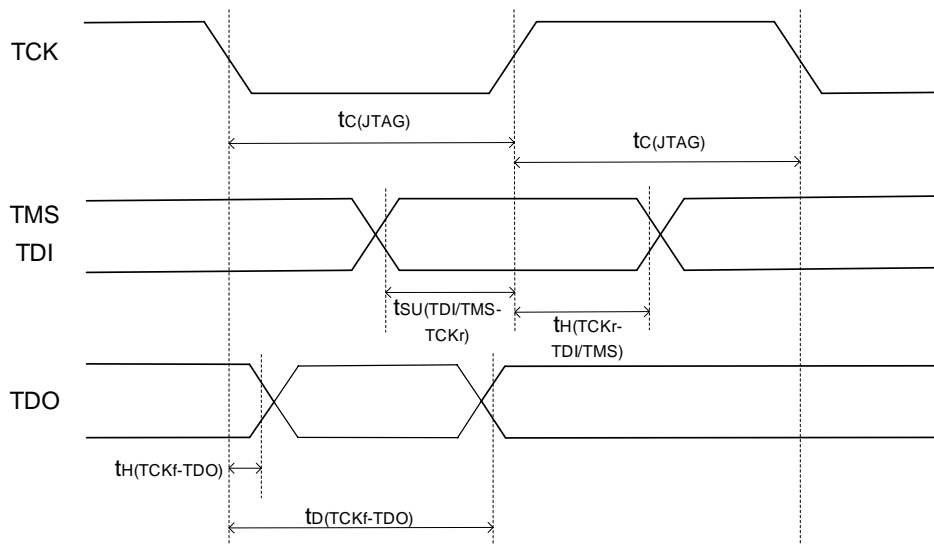 TCK
tC(JTAG)
tC(JTAG)
TMS
TDI
tSU(TDI/TMS-
TCKr)
tH(TCKr-
TDI/TMS)
TDO
tH(TCKf-TDO)
tD(TCKf-TDO)